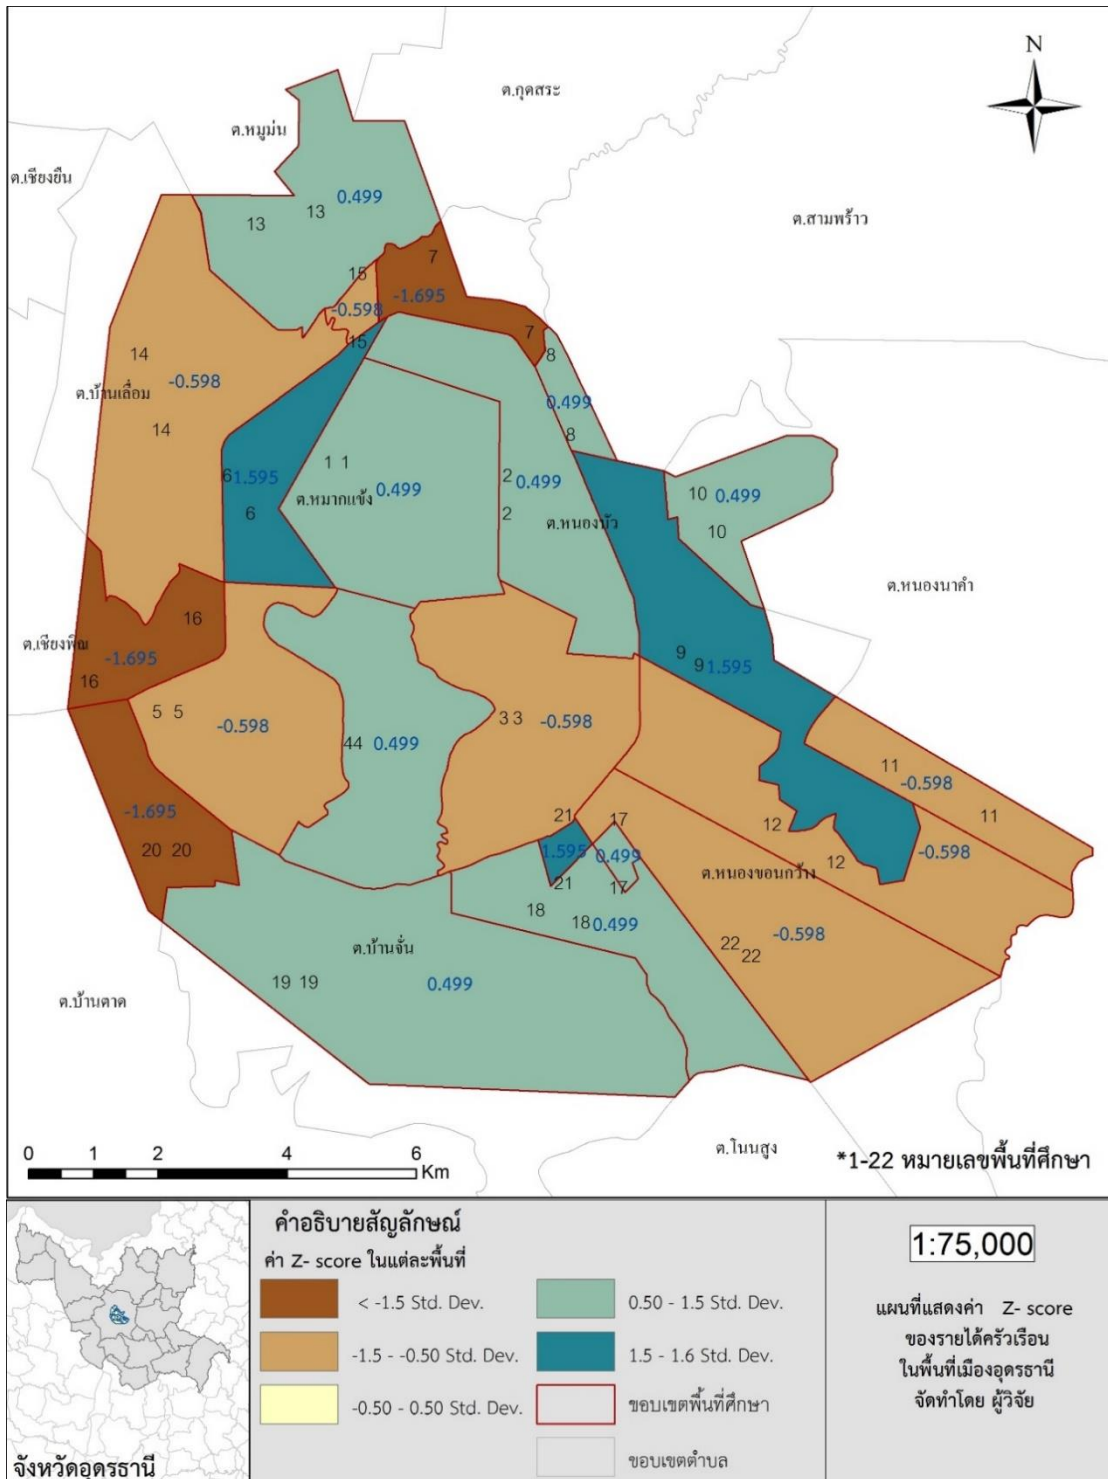 N
ต.กุดสระ
ต.หมูม่น
ต.เชียงยืน
0.499
13
13
ต.สามพร้าว
7
15
-1.695
-0.598
7
15
8
14
-0.598
ต.บ้านเลื่อม
0.499
14
8
1 1
6
1.595
2
0.499
0.499
ต.หมากแข้ง
10
0.499
6
2
ต.หนองบัว
10
ต.หนองนาคำ
16
ต.เชียงพิณ
-1.695
9
9
1.595
16
5 5
-0.598
3 3
-0.598
44
0.499
11
-0.598
-1.695
21
17
12
11
20 20
1.595
0.499
12
-0.598
ต.หนองขอนกว้าง
21
17
18
18
0.499
-0.598
22
22
ต.บ้านจั่น
19 19
0.499
ต.บ้านตาด
ต.โนนสูง
0 1 2 4 6
Km
*1-22 หมายเลขพื้นที่ศึกษา
คำอธิบายสัญลักษณ์
ค่า Z- score ในแต่ละพื้นที่
< -1.5 Std. Dev.
-1.5 - -0.50 Std. Dev.
-0.50 - 0.50 Std. Dev.
0.50 - 1.5 Std. Dev.
1.5 - 1.6 Std. Dev.
ขอบเขตพื้นที่ศึกษา
ขอบเขตตำบล
1:75,000
แผนที่แสดงค่า Z- score
ของรายได้ครัวเรือน
ในพื้นที่เมืองอุดรธานี
จัดทำโดย ผู้วิจัย
จังหวัดอุดรธานี